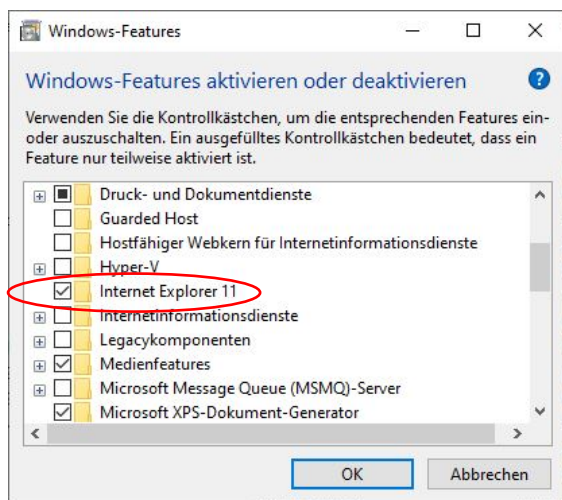 Windows-Features
Windows-Features aktivieren oder deaktivieren
Verwenden Sie die Kontrollkästchen, um die entsprechenden Features ein-
oder auszuschalten. Ein ausgefülltes Kontrollkästchen bedeutet, dass ein
Feature nur teilweise aktiviert ist.
Druck- und Dokumentdienste
Guarded Host
Hostfähiger Webkern für Internetinformationsdienste
Hyper-V
Internet Explorer 11
Internetinformationsdienste
Legacykomponenten
Medienfeatures
Microsoft Message Queue (MSMQ)-Server
Microsoft XPS-Dokument-Generator
OK
Abbrechen